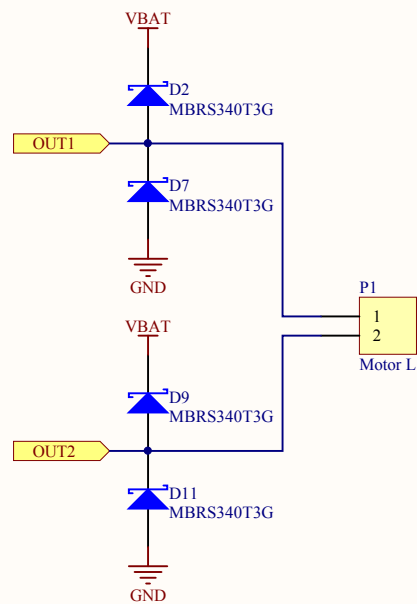 VBAT
D2
MBRS340T3G
OUT1
D7
MBRS340T3G
GND
P1
1
2
Motor L
VBAT
D9
MBRS340T3G
OUT2
D11
MBRS340T3G
GND